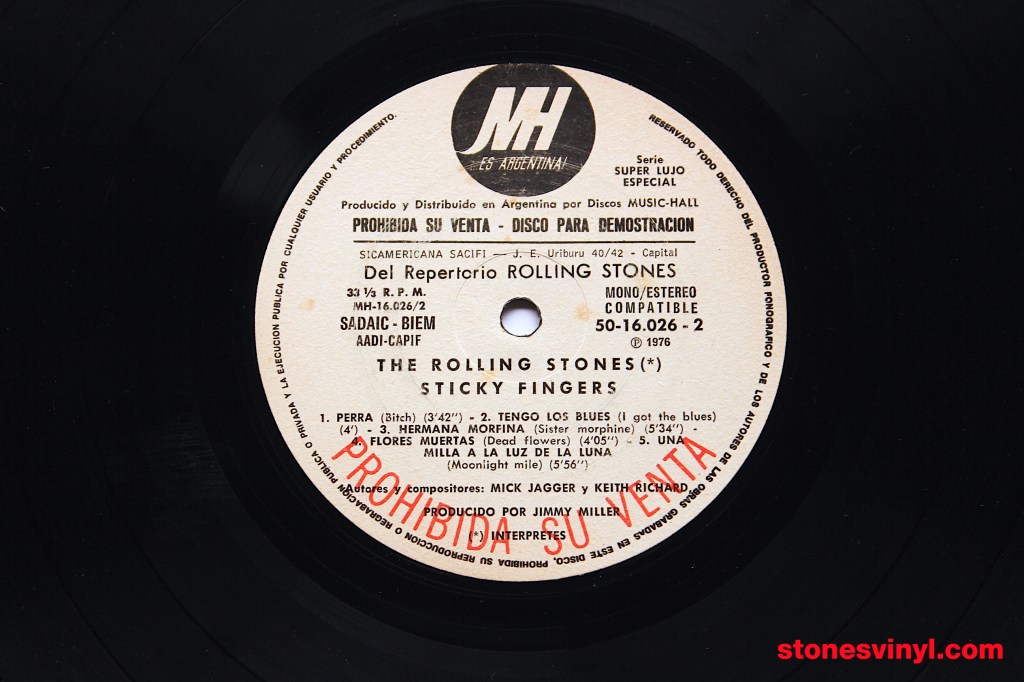 MH
ES ARGENTINA!
Serie
SUPER LUJO
ESPECIAL
Producido y Distribuido en Argentina por Discos MUSIC-HALL
PROHIBIDA SU VENTA - DISCO PARA DEMOSTRACION
SICAMERICANA SACIFI — J. E. Uriburu 40/42 - Capital
Del Repertorio ROLLING STONES
33 ⅓ R. P. M.
MH-16.026/2
SADAIC - BIEM
AADI-CAPIF
MONO/ESTEREO
COMPATIBLE
50-16.026 - 2
Ⓟ 1976
THE ROLLING STONES (*)
STICKY FINGERS
1. PERRA (Bitch) (3'42") - 2. TENGO LOS BLUES (I got the blues)
(4') - 3. HERMANA MORFINA (Sister morphine) (5'34") -
4. FLORES MUERTAS (Dead flowers) (4'05") - 5. UNA
MILLA A LA LUZ DE LA LUNA
(Moonlight mile) (5'56")
Autores y compositores: MICK JAGGER y KEITH RICHARD
PRODUCIDO POR JIMMY MILLER
(*) INTERPRETES
PROHIBIDA SU VENTA
RESERVADO TODO DERECHO DEL PRODUCTOR FONOGRAFICO Y DE LOS AUTORES DE LAS OBRAS GRABADAS EN ESTE DISCO. PROHIBIDA SU REPRODUCCION O REGRABACION PUBLICA O PRIVADA Y LA EJECUCION PUBLICA POR CUALQUIER USUARIO Y PROCEDIMIENTO.
stonesvinyl.com